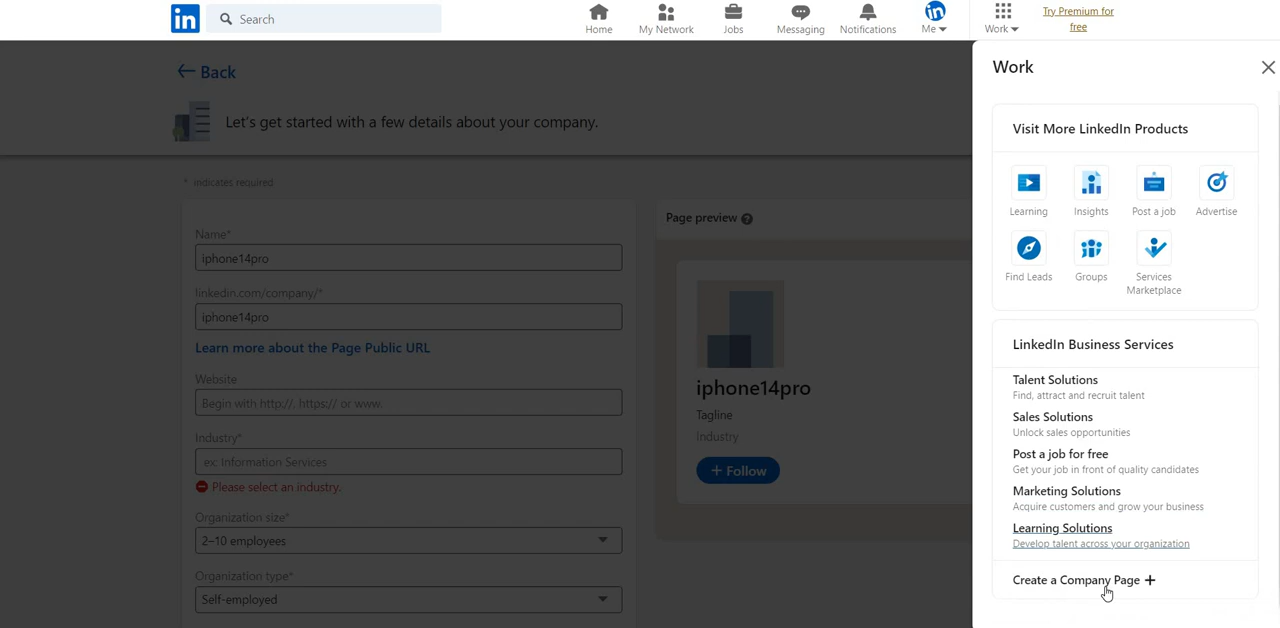 in
Search
Home
My Network
Jobs
Messaging
Notifications
Me
Work
Try Premium for
free
Back
Let's get started with a few details about your company.
* indicates required
Name*
iphone14pro
linkedin.com/company/*
iphone14pro
Learn more about the Page Public URL
Website
Begin with http://, https:// or www.
Industry*
ex: Information Services
Please select an industry.
Organization size*
2–10 employees
Organization type*
Self-employed
Page preview
iphone14pro
Tagline
Industry
+ Follow
Work
Visit More LinkedIn Products
Learning
Insights
Post a job
Advertise
Find Leads
Groups
Services
Marketplace
LinkedIn Business Services
Talent Solutions
Find, attract and recruit talent
Sales Solutions
Unlock sales opportunities
Post a job for free
Get your job in front of quality candidates
Marketing Solutions
Acquire customers and grow your business
Learning Solutions
Develop talent across your organization
Create a Company Page +